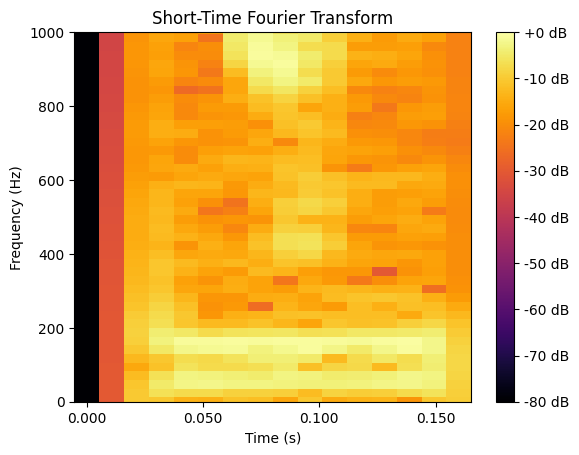 Short-Time Fourier Transform
1000
800
600
400
200
0
Frequency (Hz)
0.000
0.050
0.100
0.150
Time (s)
+0 dB
-10 dB
-20 dB
-30 dB
-40 dB
-50 dB
-60 dB
-70 dB
-80 dB